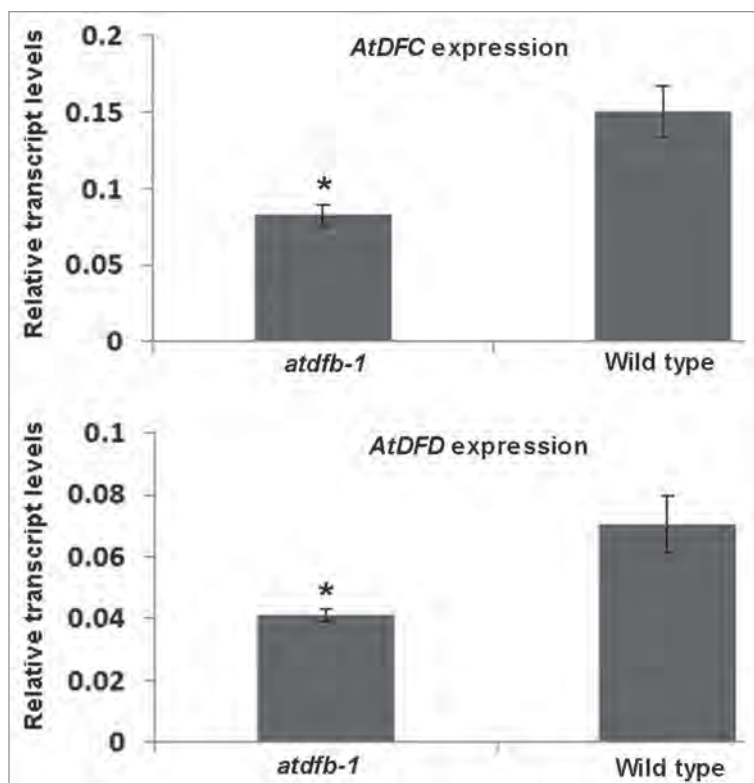 AtDFC expression
Relative transcript levels
0.2
0.15
0.1
0.05
0
*
atdfb-1
Wild type
AtDFD expression
Relative transcript levels
0.1
0.08
0.06
0.04
0.02
0
*
atdfb-1
Wild type